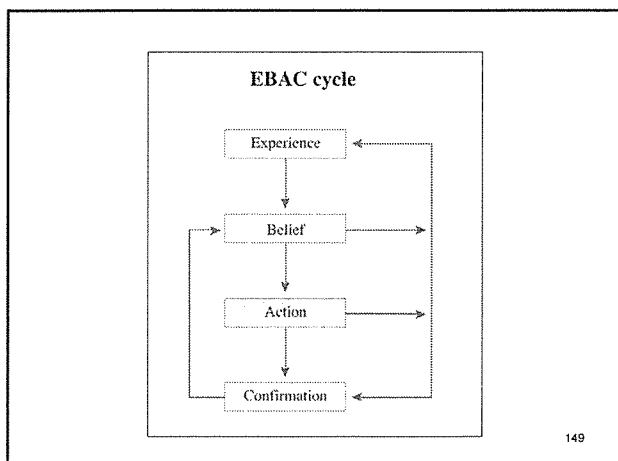 EBAC cycle
Experience
Belief
Action
Confirmation
149